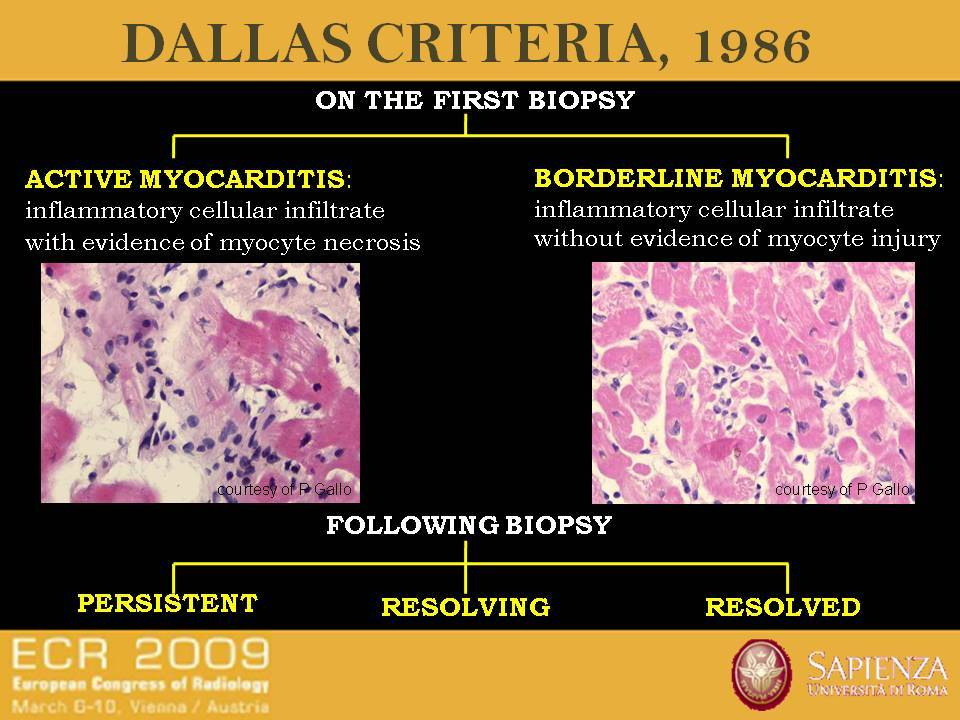 DALLAS CRITERIA, 1986
ON THE FIRST BIOPSY
ACTIVE MYOCARDITIS:
inflammatory cellular infiltrate
with evidence of myocyte necrosis
BORDERLINE MYOCARDITIS:
inflammatory cellular infiltrate
without evidence of myocyte injury
courtesy of P Gallo
courtesy of P Gallo
FOLLOWING BIOPSY
PERSISTENT
RESOLVING
RESOLVED
ECR 2009
European Congress of Radiology
March 6-10, Vienna / Austria
SAPIENZA
UNIVERSITÀ DI ROMA